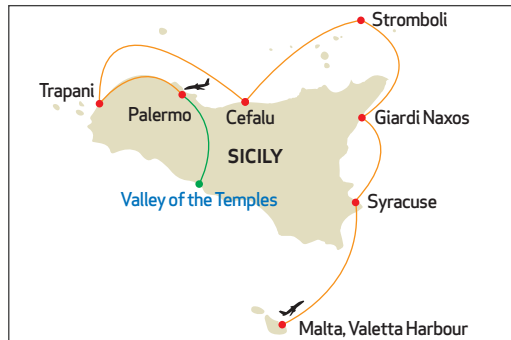 Stromboli
Trapani
Palermo
Cefalu
Giardi Naxos
SICILY
Valley of the Temples
Syracuse
Malta, Valetta Harbour